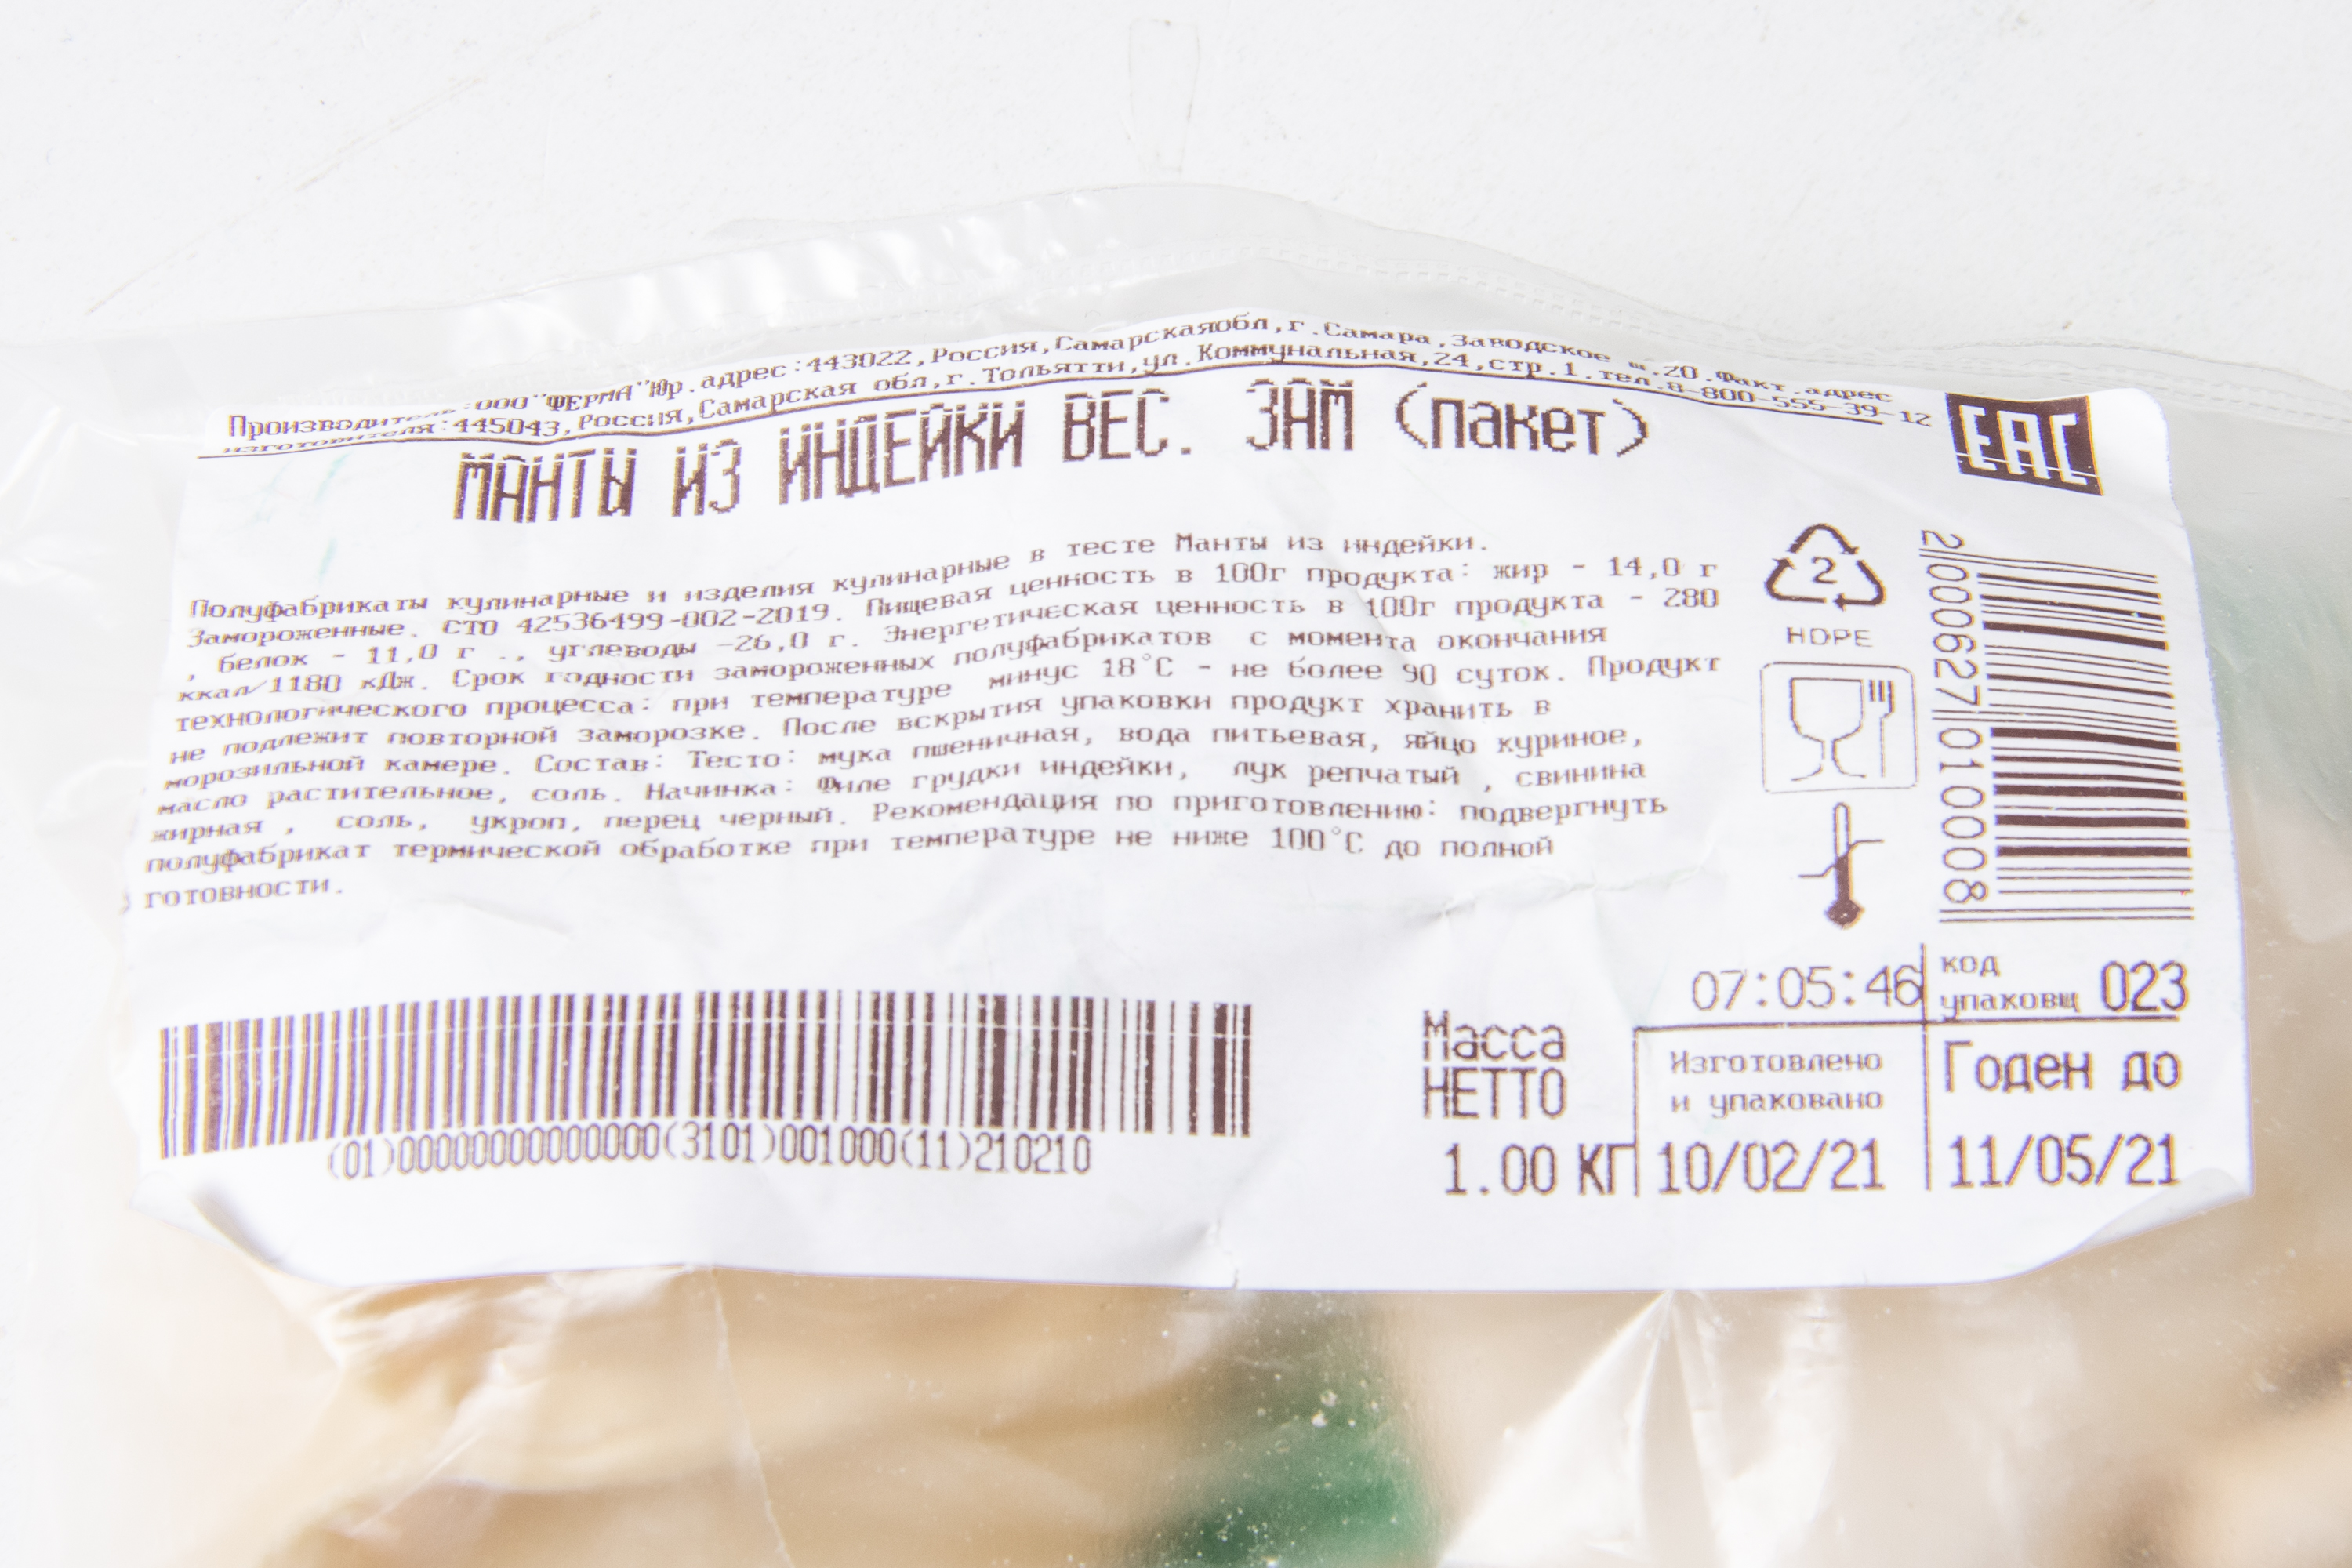 Производитель:ООО"ФЕРМА"Юр.адрес:443022,Россия,Самарскаяобл,г.Самара,Заводское ш.20.Факт.адрес
изготовителя:445043,Россия,Самарская обл,г.Тольятти,ул.Коммунальная,24,стр.1.тел.8-800-555-39-12
МАНТЫ ИЗ ИНДЕЙКИ ВЕС. ЗАМ (пакет)
EAC
Полуфабрикаты кулинарные и изделия кулинарные в тесте Манты из индейки.
Замороженные. СТО 42536499-002-2019. Пищевая ценность в 100г продукта: жир - 14,0 г
, белок - 11,0 г ., углеводы -26,0 г. Энергетическая ценность в 100г продукта - 280
ккал/1180 кДж. Срок годности замороженных полуфабрикатов с момента окончания
технологического процесса: при температуре минус 18°С - не более 90 суток. Продукт
не подлежит повторной заморозке. После вскрытия упаковки продукт хранить в
морозильной камере. Состав: Тесто: мука пшеничная, вода питьевая, яйцо куриное,
масло растительное, соль. Начинка: Филе грудки индейки, лук репчатый , свинина
жирная , соль, укроп, перец черный. Рекомендация по приготовлению: подвергнуть
полуфабрикат термической обработке при температуре не ниже 100°С до полной
готовности.
2
HDPE
2000627010008
(01)00000000000000(3101)001000(11)210210
Масса
НЕТТО
1.00 КГ
07:05:46
код
упаковщ 023
Изготовлено
и упаковано
10/02/21
Годен до
11/05/21